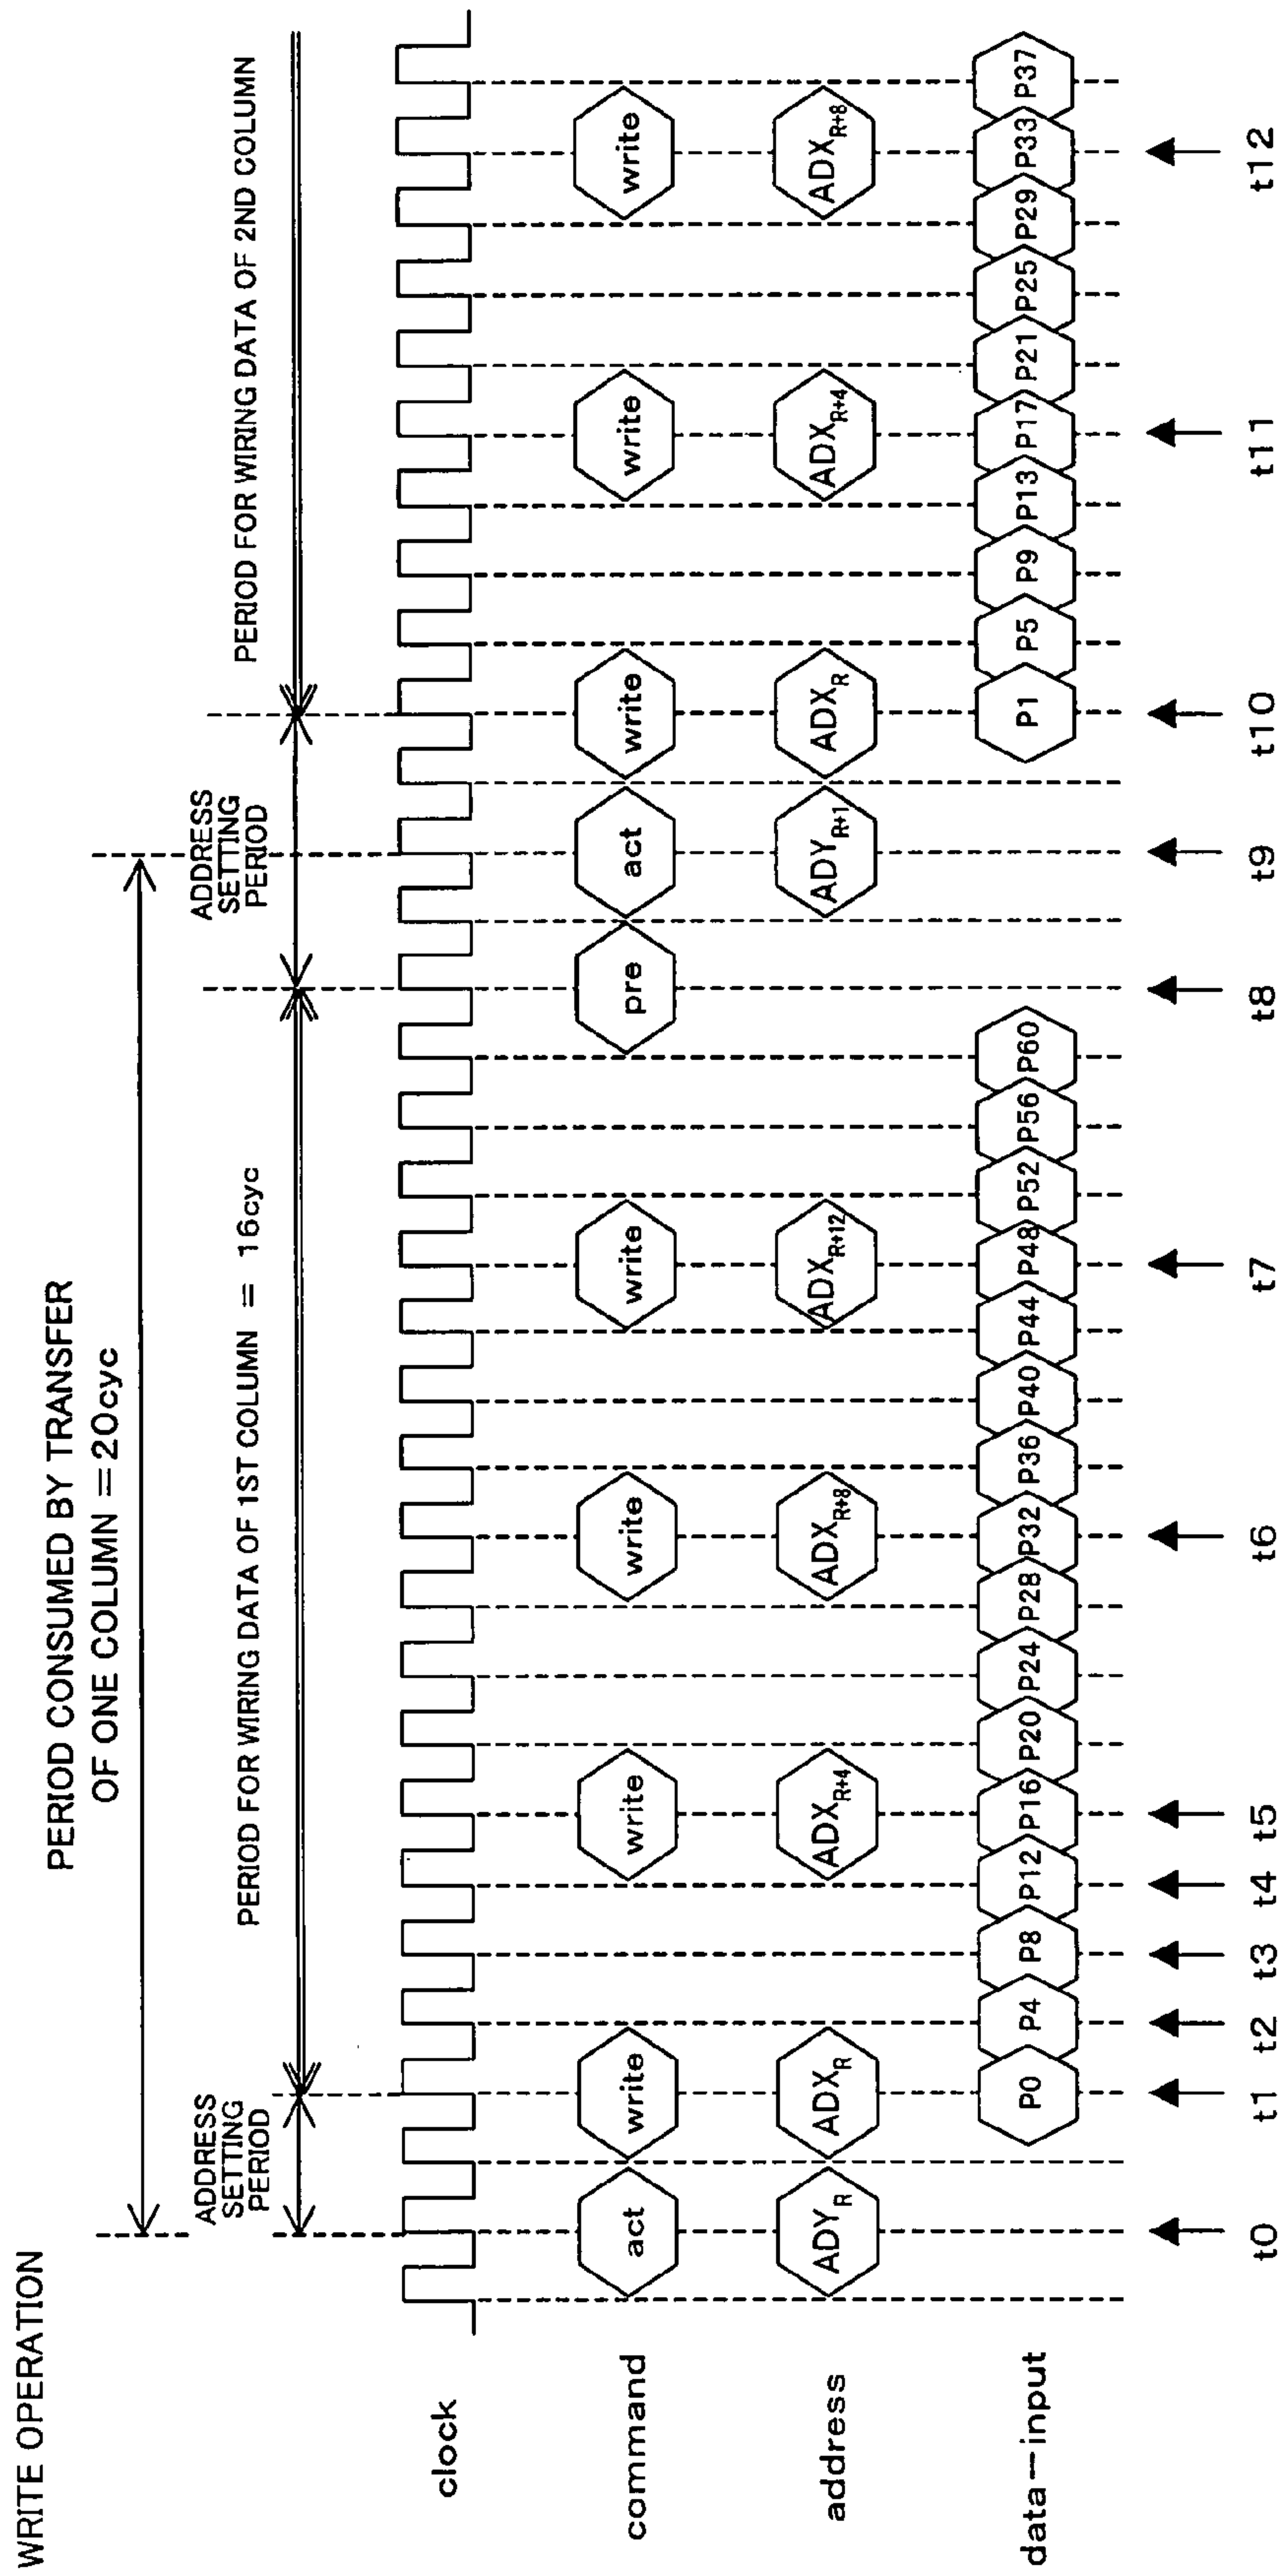 WRITE OPERATION
PERIOD CONSUMED BY TRANSFER
OF ONE COLUMN =20cyc
ADDRESS
SETTING
PERIOD
PERIOD FOR WIRING DATA OF 1ST COLUMN = 16cyc
ADDRESS
SETTING
PERIOD
PERIOD FOR WIRING DATA OF 2ND COLUMN
clock
command
act write write write write pre act write write write
address
ADYR ADXR ADXR+4 ADXR+8 ADXR+12 ADYR+1 ADXR ADXR+4 ADXR+8
data-input
P0 P4 P8 P12 P16 P20 P24 P28 P32 P36 P40 P44 P48 P52 P56 P60 P1 P5 P9 P13 P17 P21 P25 P29 P33 P37
t0 t1 t2 t3 t4 t5 t6 t7 t8 t9 t10 t11 t12